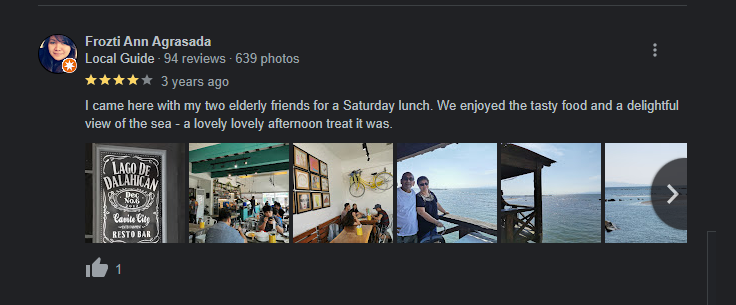 Frozti Ann Agrasada
Local Guide · 94 reviews · 639 photos
3 years ago
I came here with my two elderly friends for a Saturday lunch. We enjoyed the tasty food and a delightful
view of the sea - a lovely lovely afternoon treat it was.
LAGO DE
DALAHICAN
Dec
No.6
Cavite City
RESTO BAR
1